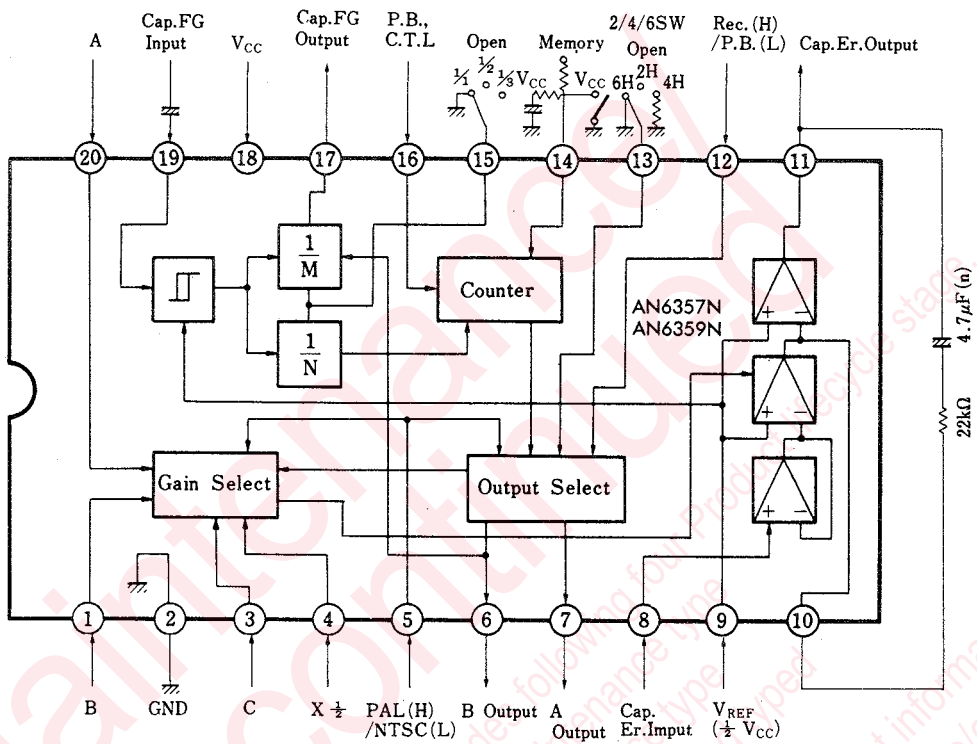 A
Cap.FG
Input
VCC
Cap.FG
Output
P.B.,
C.T.L
Open
1/1
1/2
1/3
Memory
VCC
VCC
2/4/6SW
Open
6H
2H
4H
Rec.(H)
/P.B.(L)
Cap.Er.Output
20
19
18
17
16
15
14
13
12
11
1/M
1/N
Counter
AN6357N
AN6359N
+ −
+ −
+ −
4.7μF(n)
22kΩ
Gain Select
Output Select
1
2
3
4
5
6
7
8
9
10
B
GND
C
X 1/2
PAL(H)
/NTSC(L)
B Output
A
Output
Cap.
Er.Imput
VREF
(1/2 VCC)